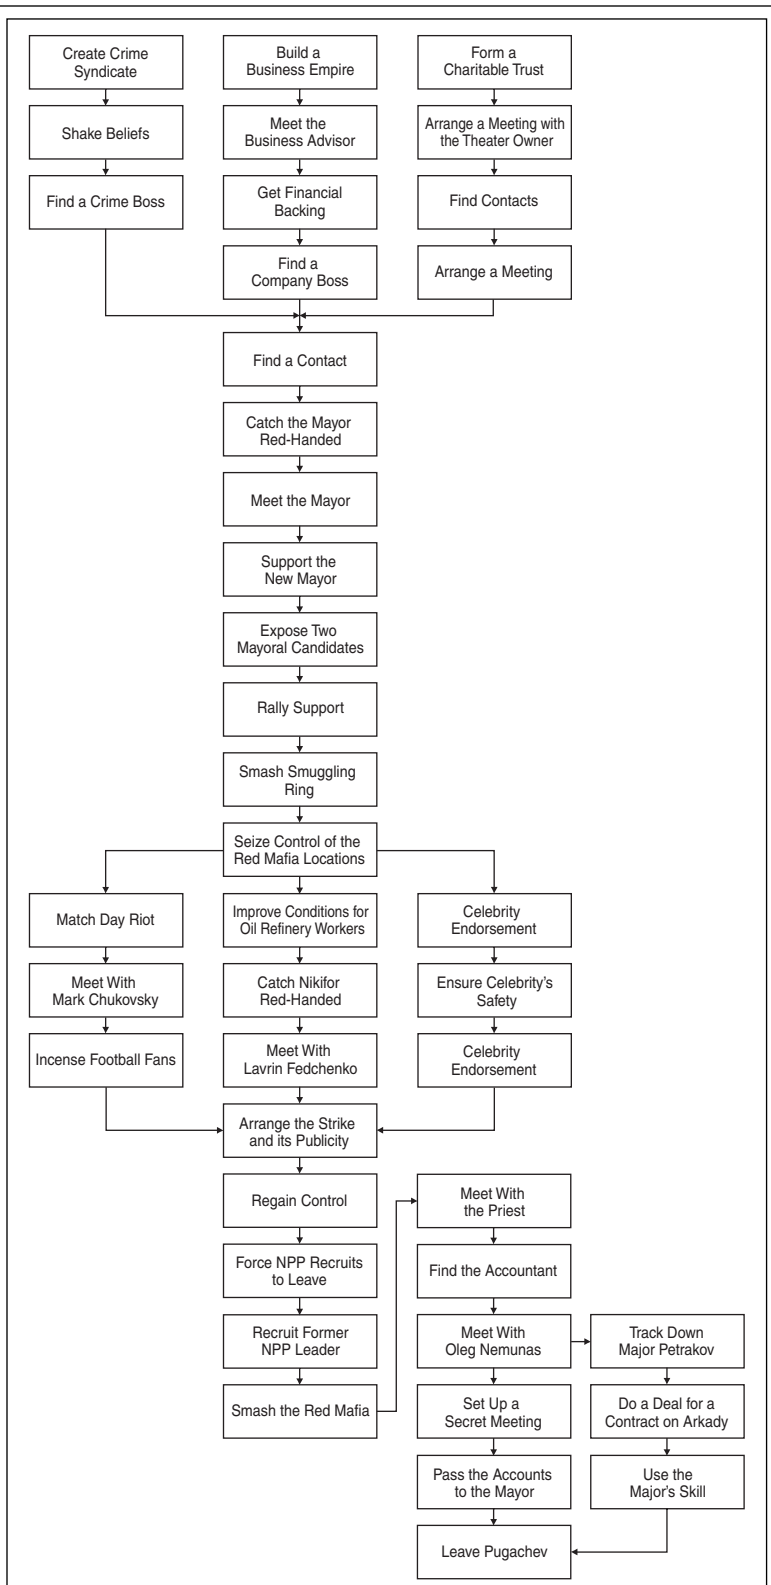 Create Crime
Syndicate
Build a
Business Empire
Form a
Charitable Trust
Shake Beliefs
Meet the
Business Advisor
Arrange a Meeting with
the Theater Owner
Find a Crime Boss
Get Financial
Backing
Find Contacts
Find a
Company Boss
Arrange a Meeting
Find a Contact
Catch the Mayor
Red-Handed
Meet the Mayor
Support the
New Mayor
Expose Two
Mayoral Candidates
Rally Support
Smash Smuggling
Ring
Seize Control of the
Red Mafia Locations
Match Day Riot
Improve Conditions for
Oil Refinery Workers
Celebrity
Endorsement
Meet With
Mark Chukovsky
Catch Nikifor
Red-Handed
Ensure Celebrity's
Safety
Incense Football Fans
Meet With
Lavrin Fedchenko
Celebrity
Endorsement
Arrange the Strike
and its Publicity
Regain Control
Meet With
the Priest
Force NPP Recruits
to Leave
Find the Accountant
Recruit Former
NPP Leader
Meet With
Oleg Nemunas
Track Down
Major Petrakov
Smash the Red Mafia
Set Up a
Secret Meeting
Do a Deal for a
Contract on Arkady
Pass the Accounts
to the Mayor
Use the
Major's Skill
Leave Pugachev